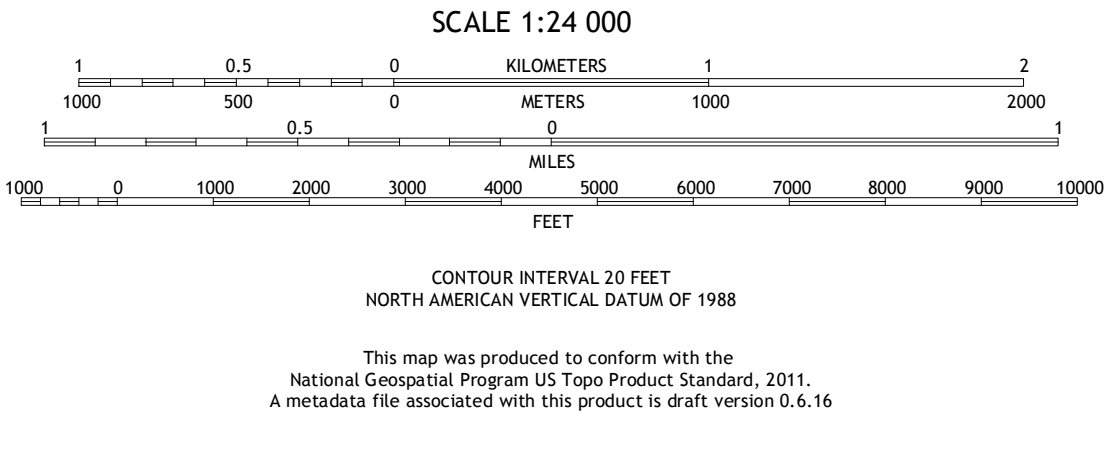 SCALE 1:24 000
1 0.5 0 KILOMETERS 1 2
1000 500 0 METERS 1000 2000
1 0.5 0 1
MILES
1000 0 1000 2000 3000 4000 5000 6000 7000 8000 9000 10000
FEET
CONTOUR INTERVAL 20 FEET
NORTH AMERICAN VERTICAL DATUM OF 1988
This map was produced to conform with the
National Geospatial Program US Topo Product Standard, 2011.
A metadata file associated with this product is draft version 0.6.16